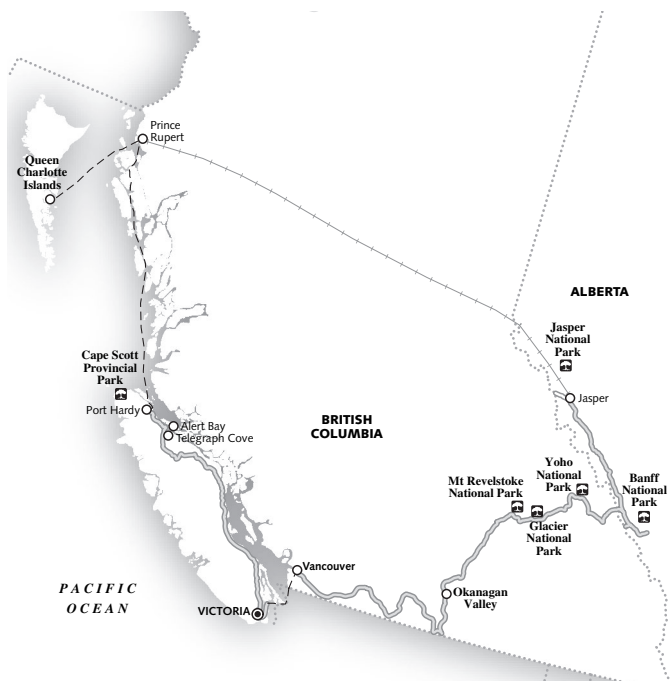 Prince
Rupert
Queen
Charlotte
Islands
ALBERTA
Jasper
National
Park
Cape Scott
Provincial
Park
Jasper
Port Hardy
Alert Bay
Telegraph Cove
BRITISH
COLUMBIA
Yoho
National
Park
Mt Revelstoke
National Park
Banff
National
Park
Glacier
National
Park
Vancouver
PACIFIC
OCEAN
Okanagan
Valley
VICTORIA